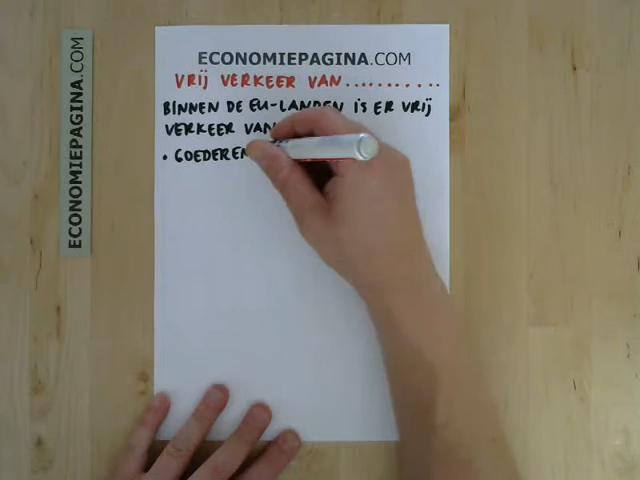 ECONOMIEPAGINA.COM
ECONOMIEPAGINA.COM
VRIJ VERKEER VAN..........
BINNEN DE EU-LANDEN IS ER VRIJ
VERKEER VAN
• GOEDEREN